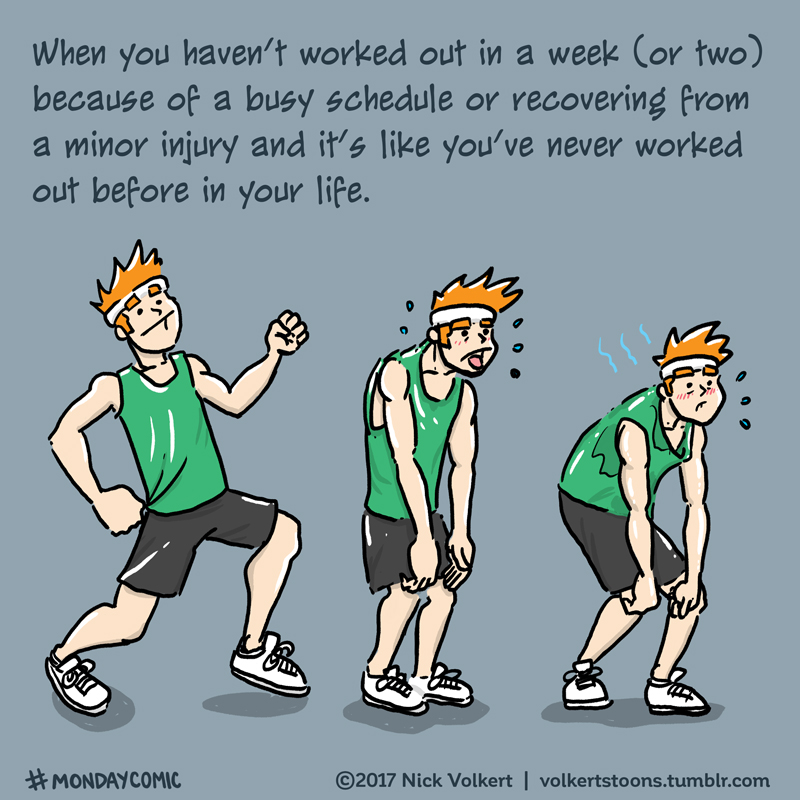 When you haven't worked out in a week (or two)
because of a busy schedule or recovering from
a minor injury and it's like you've never worked
out before in your life.
#MONDAYCOMIC
©2017 Nick Volkert | volkertstoons.tumblr.com